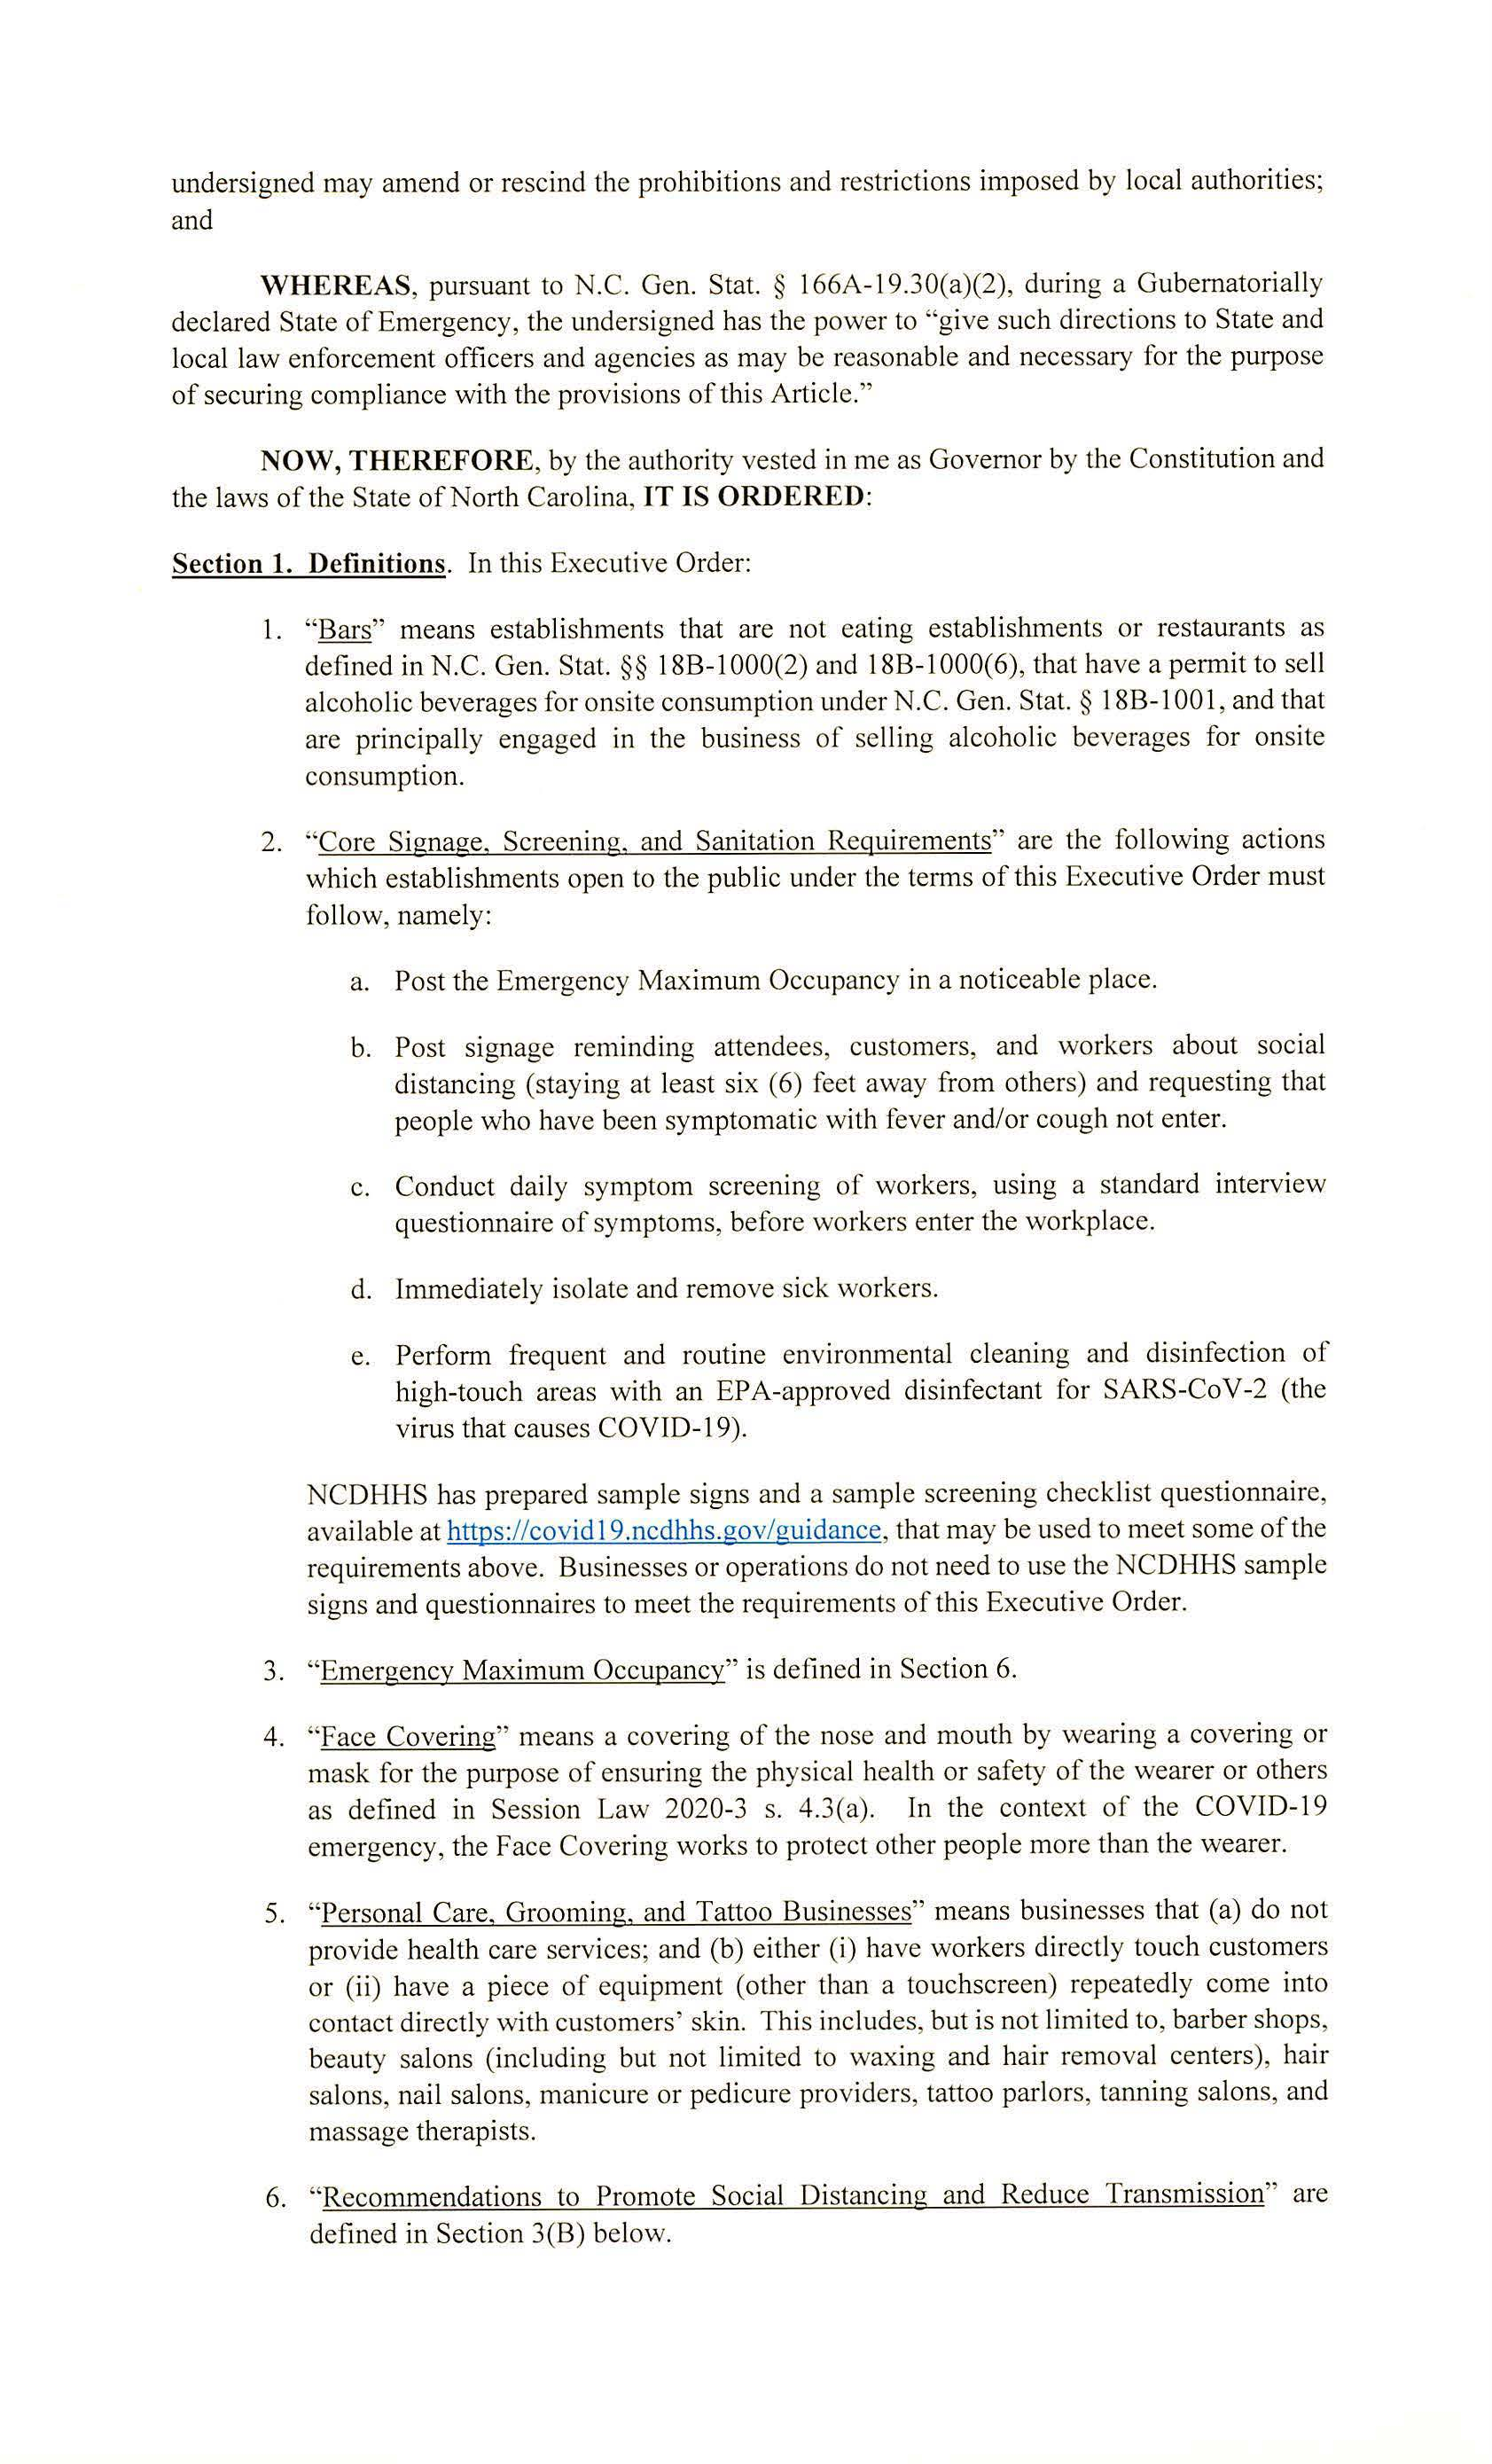 undersigned may amend or rescind the prohibitions and restrictions imposed by local authorities;
and
WHEREAS, pursuant to N.C. Gen. Stat. § 166A-19.30(a)(2), during a Gubernatorially
declared State of Emergency, the undersigned has the power to “give such directions to State and
local law enforcement officers and agencies as may be reasonable and necessary for the purpose
of securing compliance with the provisions of this Article.”
NOW, THEREFORE, by the authority vested in me as Governor by the Constitution and
the laws of the State of North Carolina, IT IS ORDERED:
Section 1. Definitions. In this Executive Order:
1. “Bars” means establishments that are not eating establishments or restaurants as
defined in N.C. Gen. Stat. §§ 18B-1000(2) and 18B-1000(6), that have a permit to sell
alcoholic beverages for onsite consumption under N.C. Gen. Stat. § 18B-1001, and that
are principally engaged in the business of selling alcoholic beverages for onsite
consumption.
2. “Core Signage, Screening, and Sanitation Requirements” are the following actions
which establishments open to the public under the terms of this Executive Order must
follow, namely:
a. Post the Emergency Maximum Occupancy in a noticeable place.
b. Post signage reminding attendees, customers, and workers about social
distancing (staying at least six (6) feet away from others) and requesting that
people who have been symptomatic with fever and/or cough not enter.
c. Conduct daily symptom screening of workers, using a standard interview
questionnaire of symptoms, before workers enter the workplace.
d. Immediately isolate and remove sick workers.
e. Perform frequent and routine environmental cleaning and disinfection of
high-touch areas with an EPA-approved disinfectant for SARS-CoV-2 (the
virus that causes COVID-19).
NCDHHS has prepared sample signs and a sample screening checklist questionnaire,
available at https://covid19.ncdhhs.gov/guidance, that may be used to meet some of the
requirements above. Businesses or operations do not need to use the NCDHHS sample
signs and questionnaires to meet the requirements of this Executive Order.
3. “Emergency Maximum Occupancy” is defined in Section 6.
4. “Face Covering” means a covering of the nose and mouth by wearing a covering or
mask for the purpose of ensuring the physical health or safety of the wearer or others
as defined in Session Law 2020-3 s. 4.3(a). In the context of the COVID-19
emergency, the Face Covering works to protect other people more than the wearer.
5. “Personal Care, Grooming, and Tattoo Businesses” means businesses that (a) do not
provide health care services; and (b) either (i) have workers directly touch customers
or (ii) have a piece of equipment (other than a touchscreen) repeatedly come into
contact directly with customers’ skin. This includes, but is not limited to, barber shops,
beauty salons (including but not limited to waxing and hair removal centers), hair
salons, nail salons, manicure or pedicure providers, tattoo parlors, tanning salons, and
massage therapists.
6. “Recommendations to Promote Social Distancing and Reduce Transmission” are
defined in Section 3(B) below.